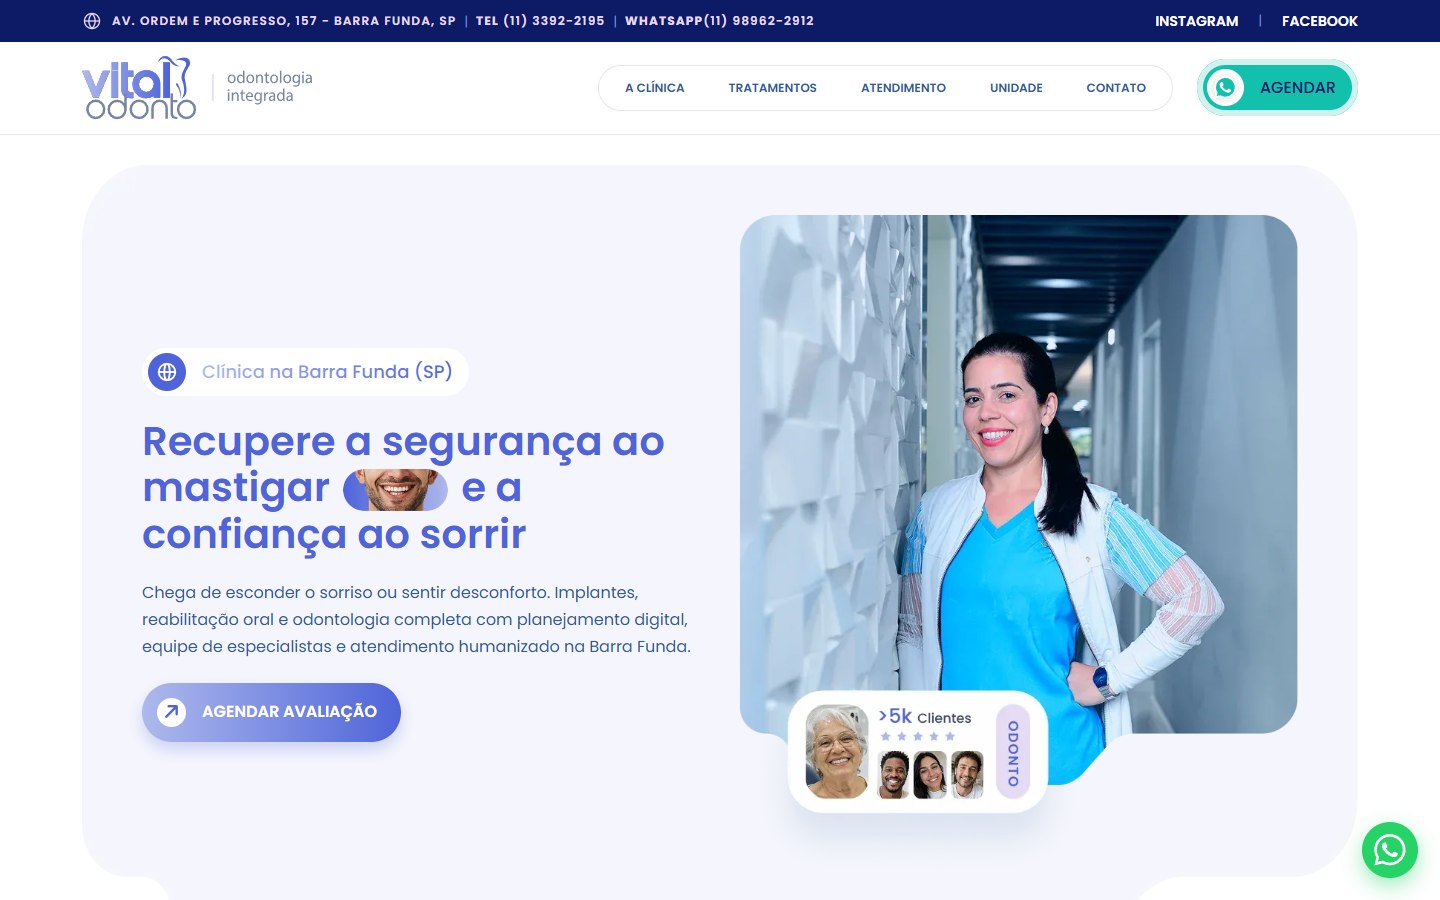 AV. ORDEM E PROGRESSO, 157 - BARRA FUNDA, SP | TEL (11) 3392-2195 | WHATSAPP(11) 98962-2912
INSTAGRAM | FACEBOOK
vital
odonto
odontologia
integrada
A CLÍNICA TRATAMENTOS ATENDIMENTO UNIDADE CONTATO
AGENDAR
Clínica na Barra Funda (SP)
Recupere a segurança ao
mastigar e a
confiança ao sorrir
Chega de esconder o sorriso ou sentir desconforto. Implantes,
reabilitação oral e odontologia completa com planejamento digital,
equipe de especialistas e atendimento humanizado na Barra Funda.
AGENDAR AVALIAÇÃO
>5k Clientes
ODONTO